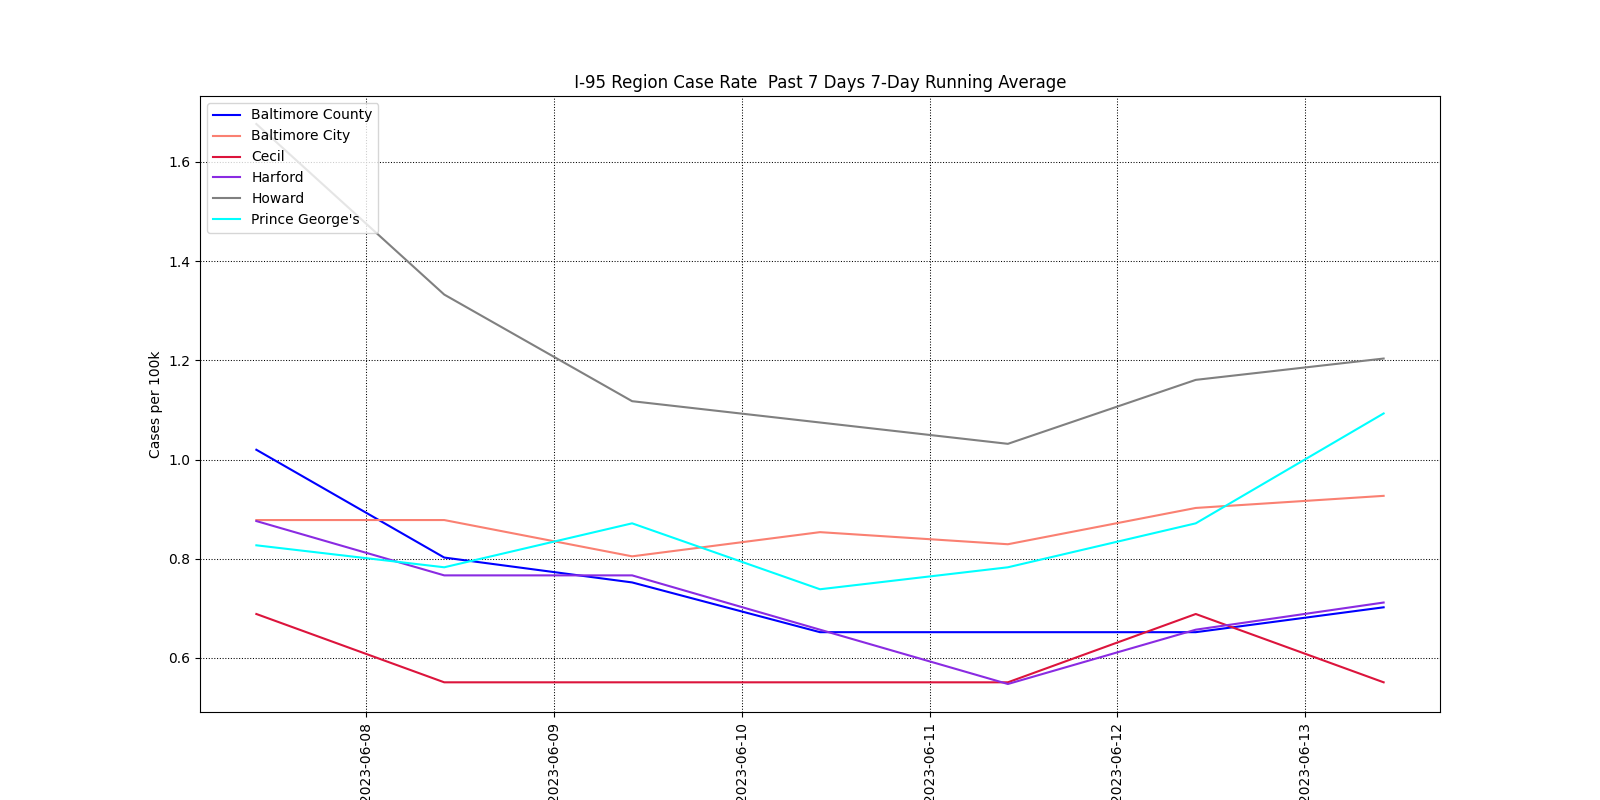 I-95 Region Case Rate  Past 7 Days 7-Day Running Average
Baltimore County
Baltimore City
Cecil
Harford
Howard
Prince George's
Cases per 100k
1.6
1.4
1.2
1.0
0.8
0.6
2023-06-08
2023-06-09
2023-06-10
2023-06-11
2023-06-12
2023-06-13